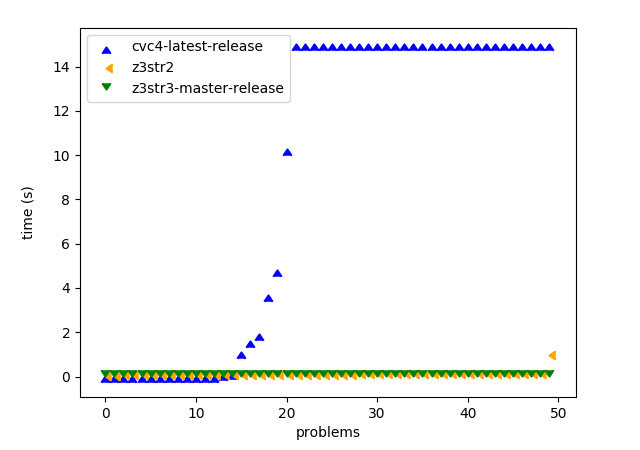 cvc4-latest-release
z3str2
z3str3-master-release
14
12
10
8
6
4
2
0
time (s)
0 10 20 30 40 50
problems